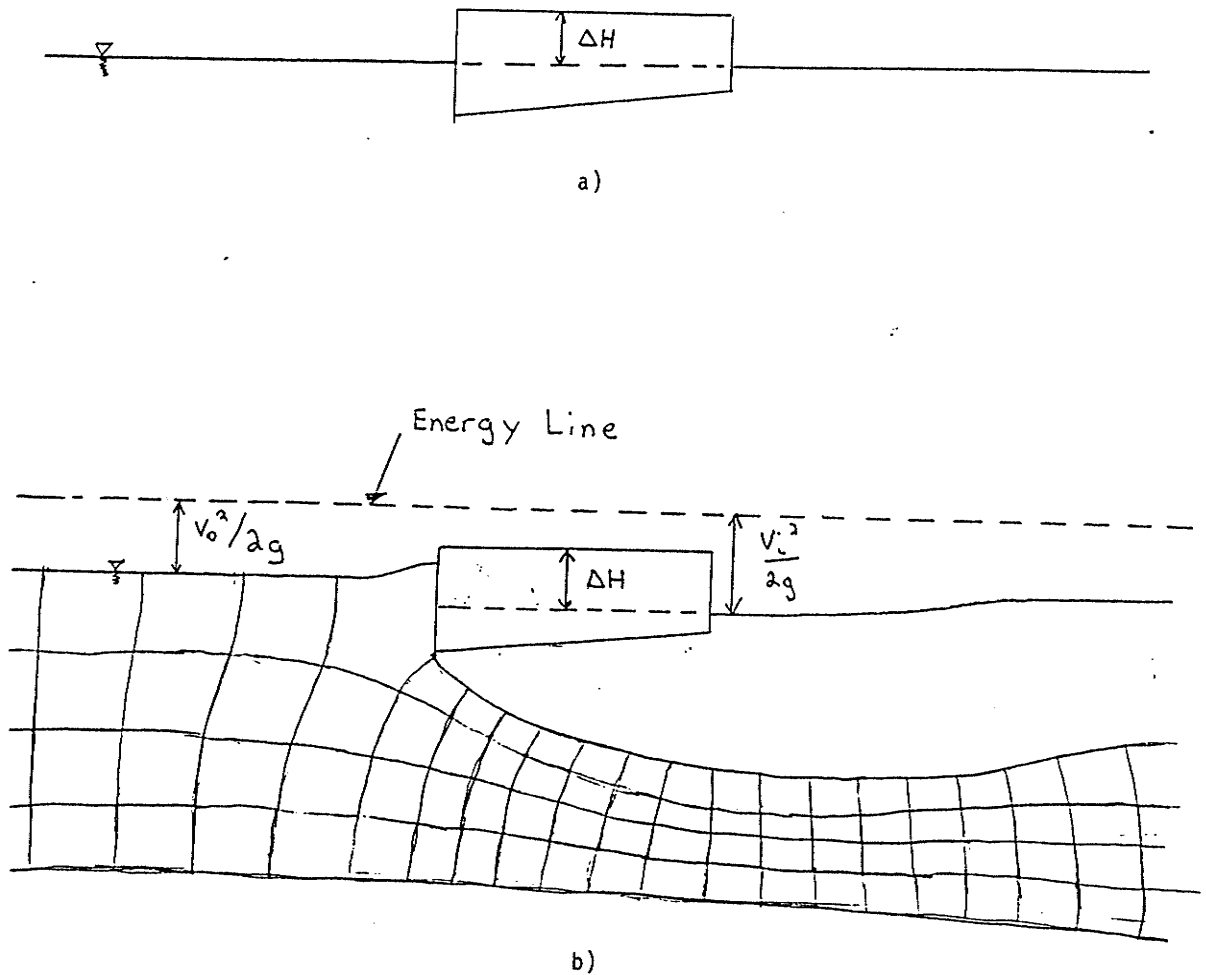 ΔH
a)
Energy Line
V₀²/2g
ΔH
Vᵢ²
2g
b)